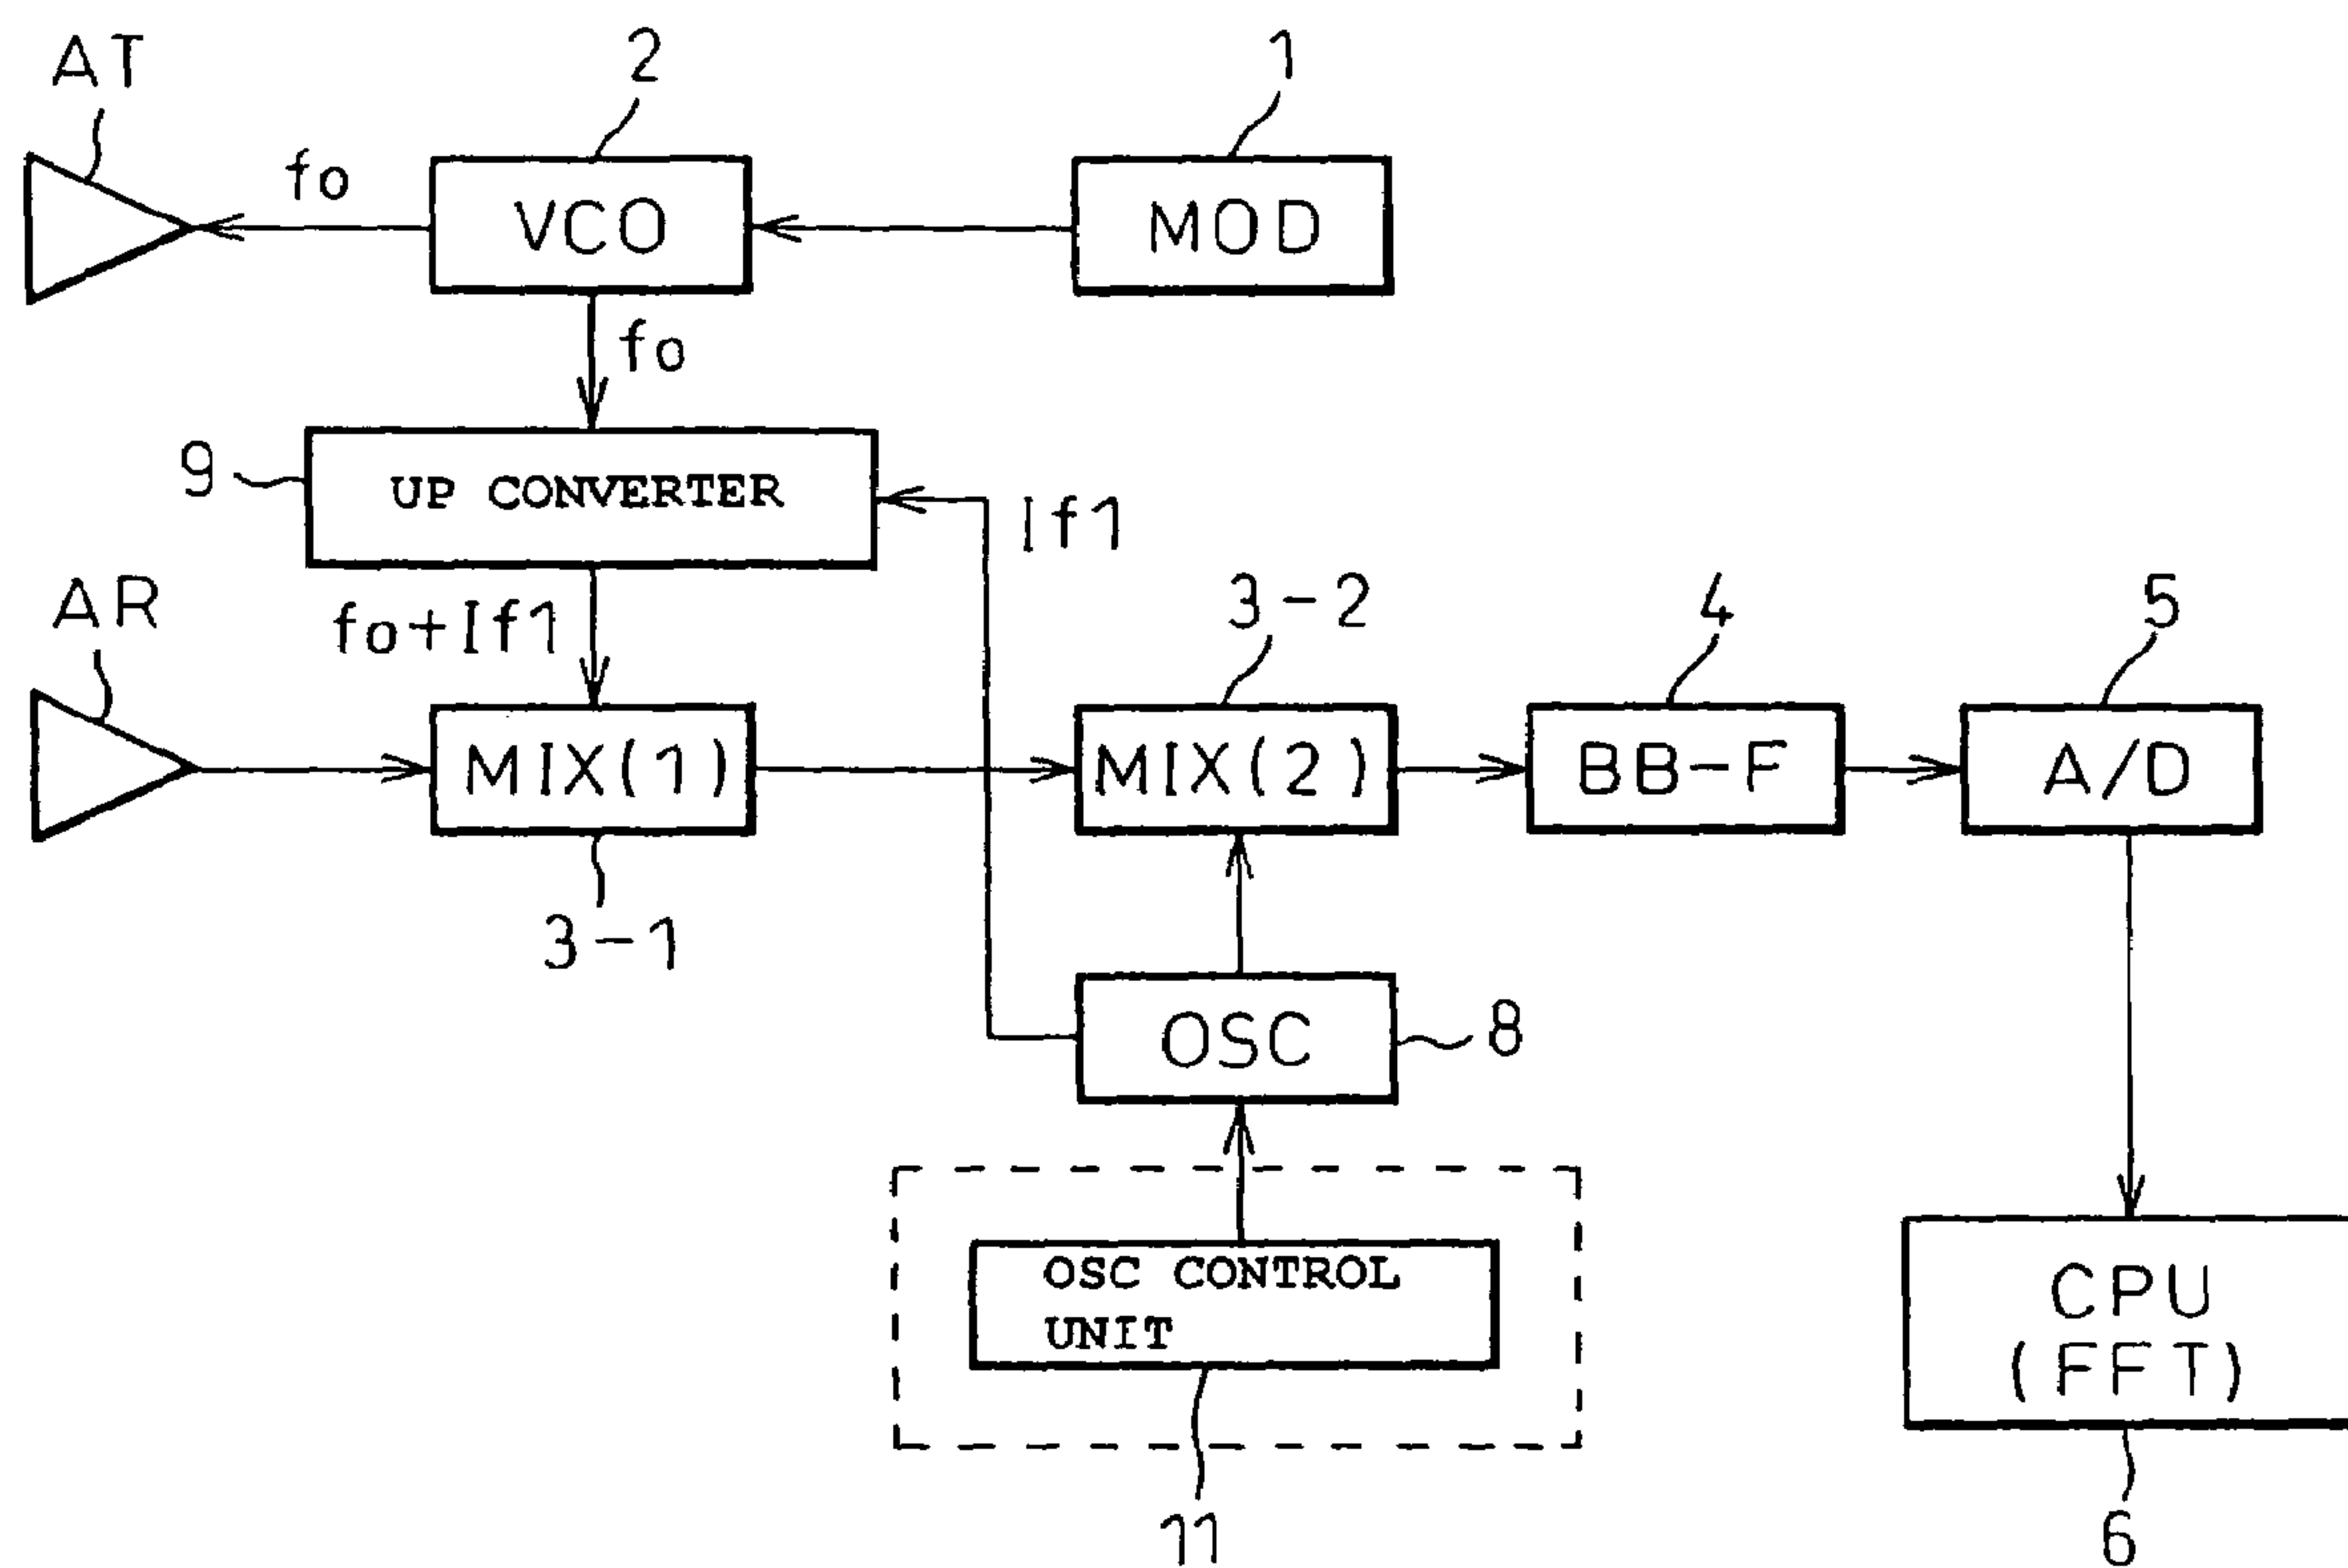 AT
2
1
fo
VCO
MOD
fo
9
UP CONVERTER
If1
AR
fo+If1
3-2
4
5
MIX(1)
MIX(2)
BB-F
A/D
3-1
OSC
8
OSC CONTROL
UNIT
CPU
(FFT)
11
6